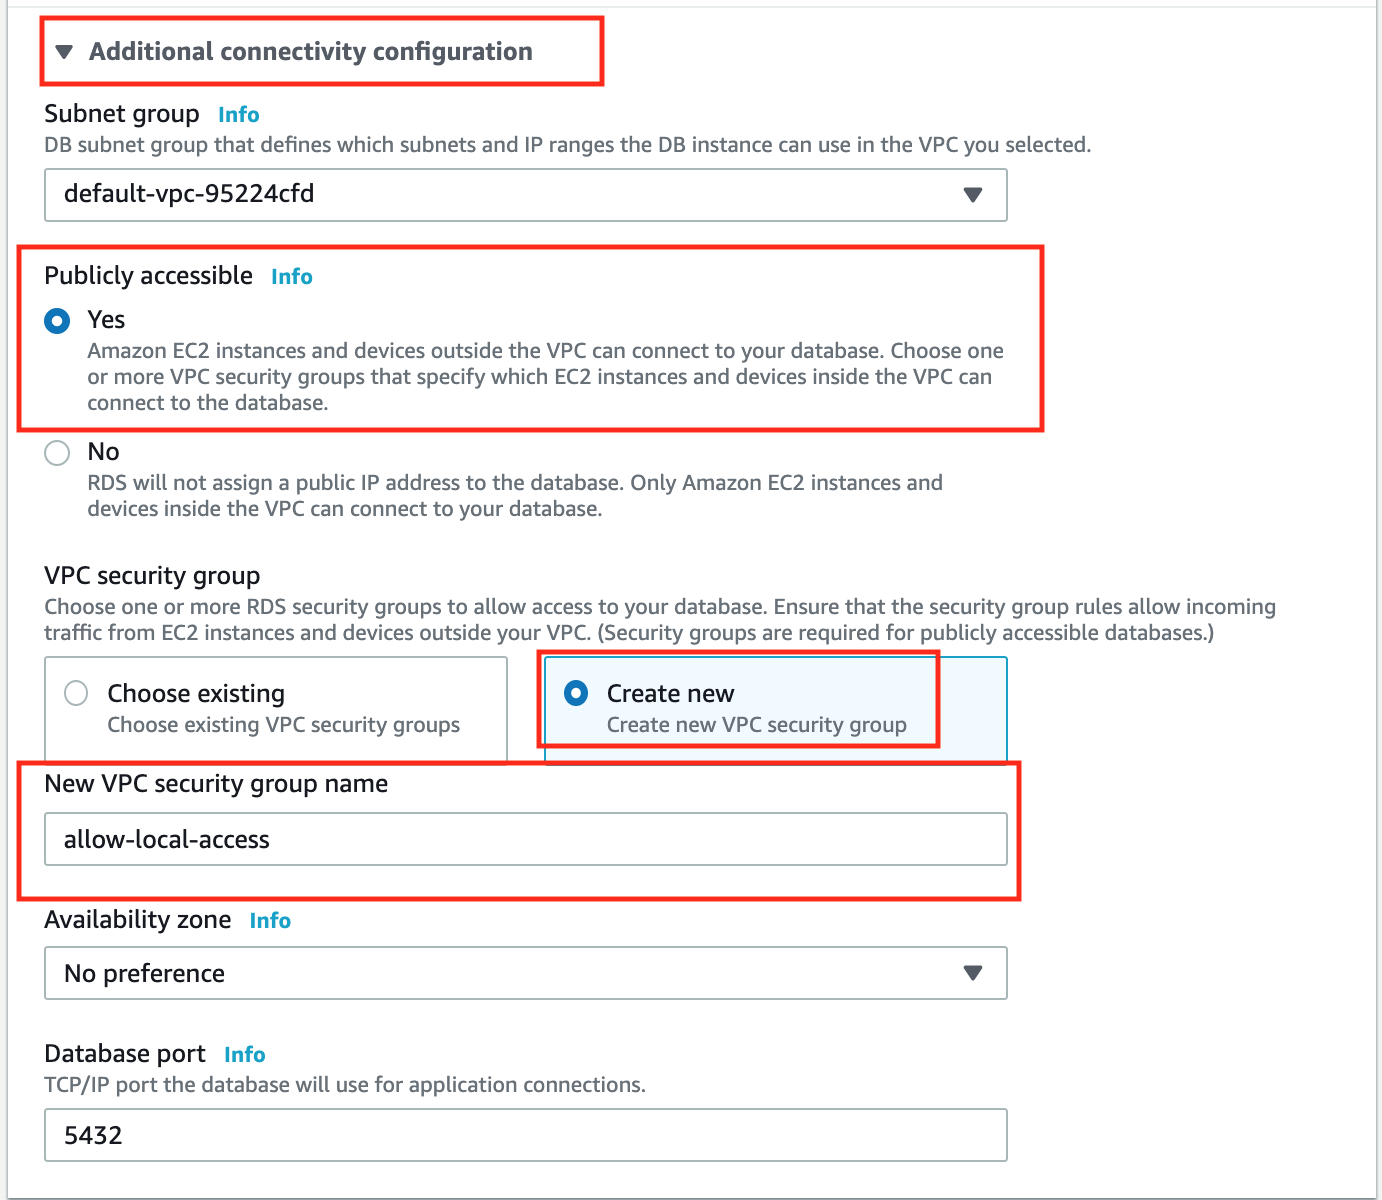 Additional connectivity configuration
Subnet group Info
DB subnet group that defines which subnets and IP ranges the DB instance can use in the VPC you selected.
default-vpc-95224cfd
Publicly accessible Info
Yes
Amazon EC2 instances and devices outside the VPC can connect to your database. Choose one
or more VPC security groups that specify which EC2 instances and devices inside the VPC can
connect to the database.
No
RDS will not assign a public IP address to the database. Only Amazon EC2 instances and
devices inside the VPC can connect to your database.
VPC security group
Choose one or more RDS security groups to allow access to your database. Ensure that the security group rules allow incoming
traffic from EC2 instances and devices outside your VPC. (Security groups are required for publicly accessible databases.)
Choose existing
Choose existing VPC security groups
Create new
Create new VPC security group
New VPC security group name
allow-local-access
Availability zone Info
No preference
Database port Info
TCP/IP port the database will use for application connections.
5432